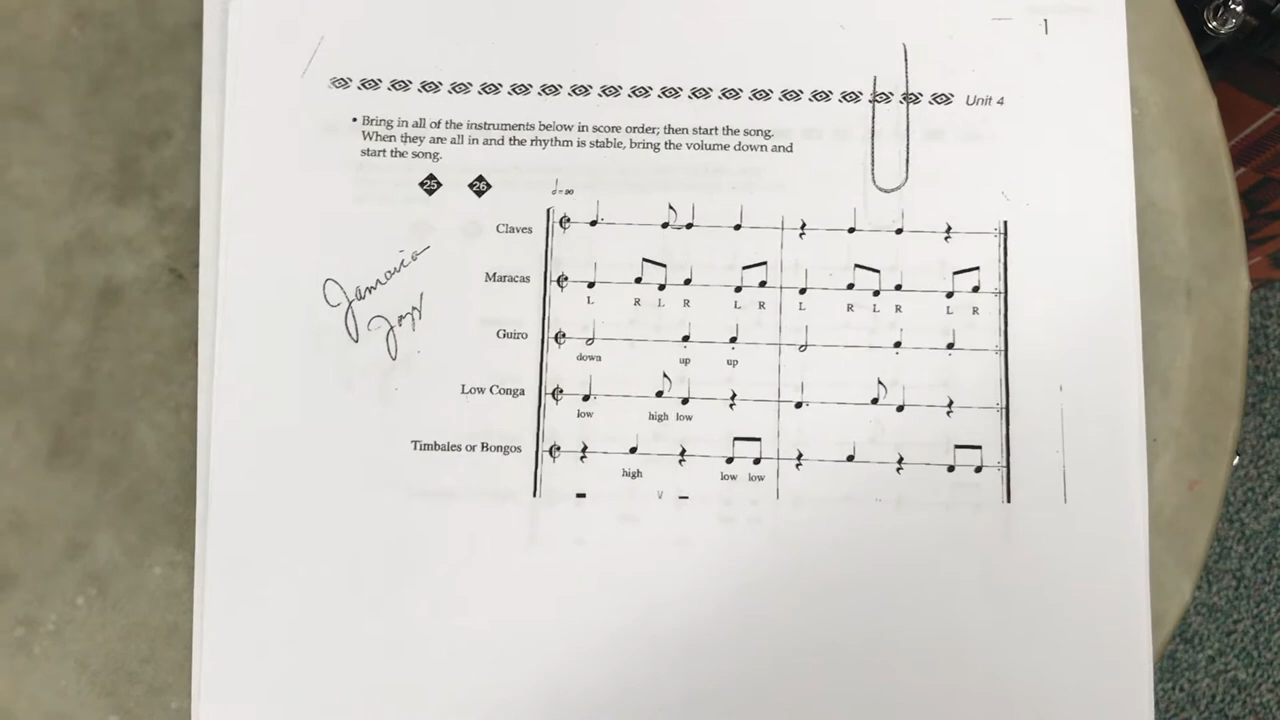 1
Unit 4
• Bring in all of the instruments below in score order; then start the song.
When they are all in and the rhythm is stable, bring the volume down and
start the song.
25 26
Claves
Jamaica
Maracas
L R L R L R L R L R L R
Guiro
down up up
Low Conga
low high low
Timbales or Bongos
high low low